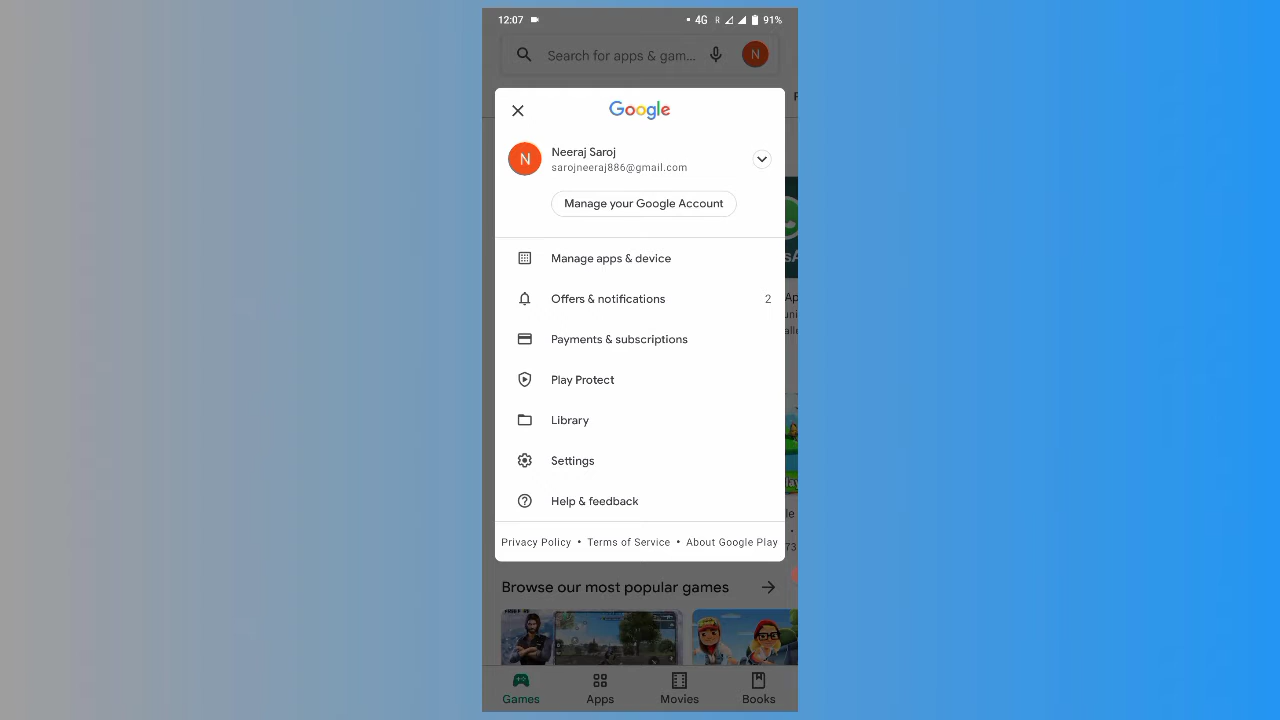 12:07 4G R 91%
Search for apps & gam... N
Google
N Neeraj Saroj
sarojneeraj886@gmail.com
Manage your Google Account
Manage apps & device
Offers & notifications 2
Payments & subscriptions
Play Protect
Library
Settings
Help & feedback
Privacy Policy • Terms of Service • About Google Play
Browse our most popular games
Games Apps Movies Books